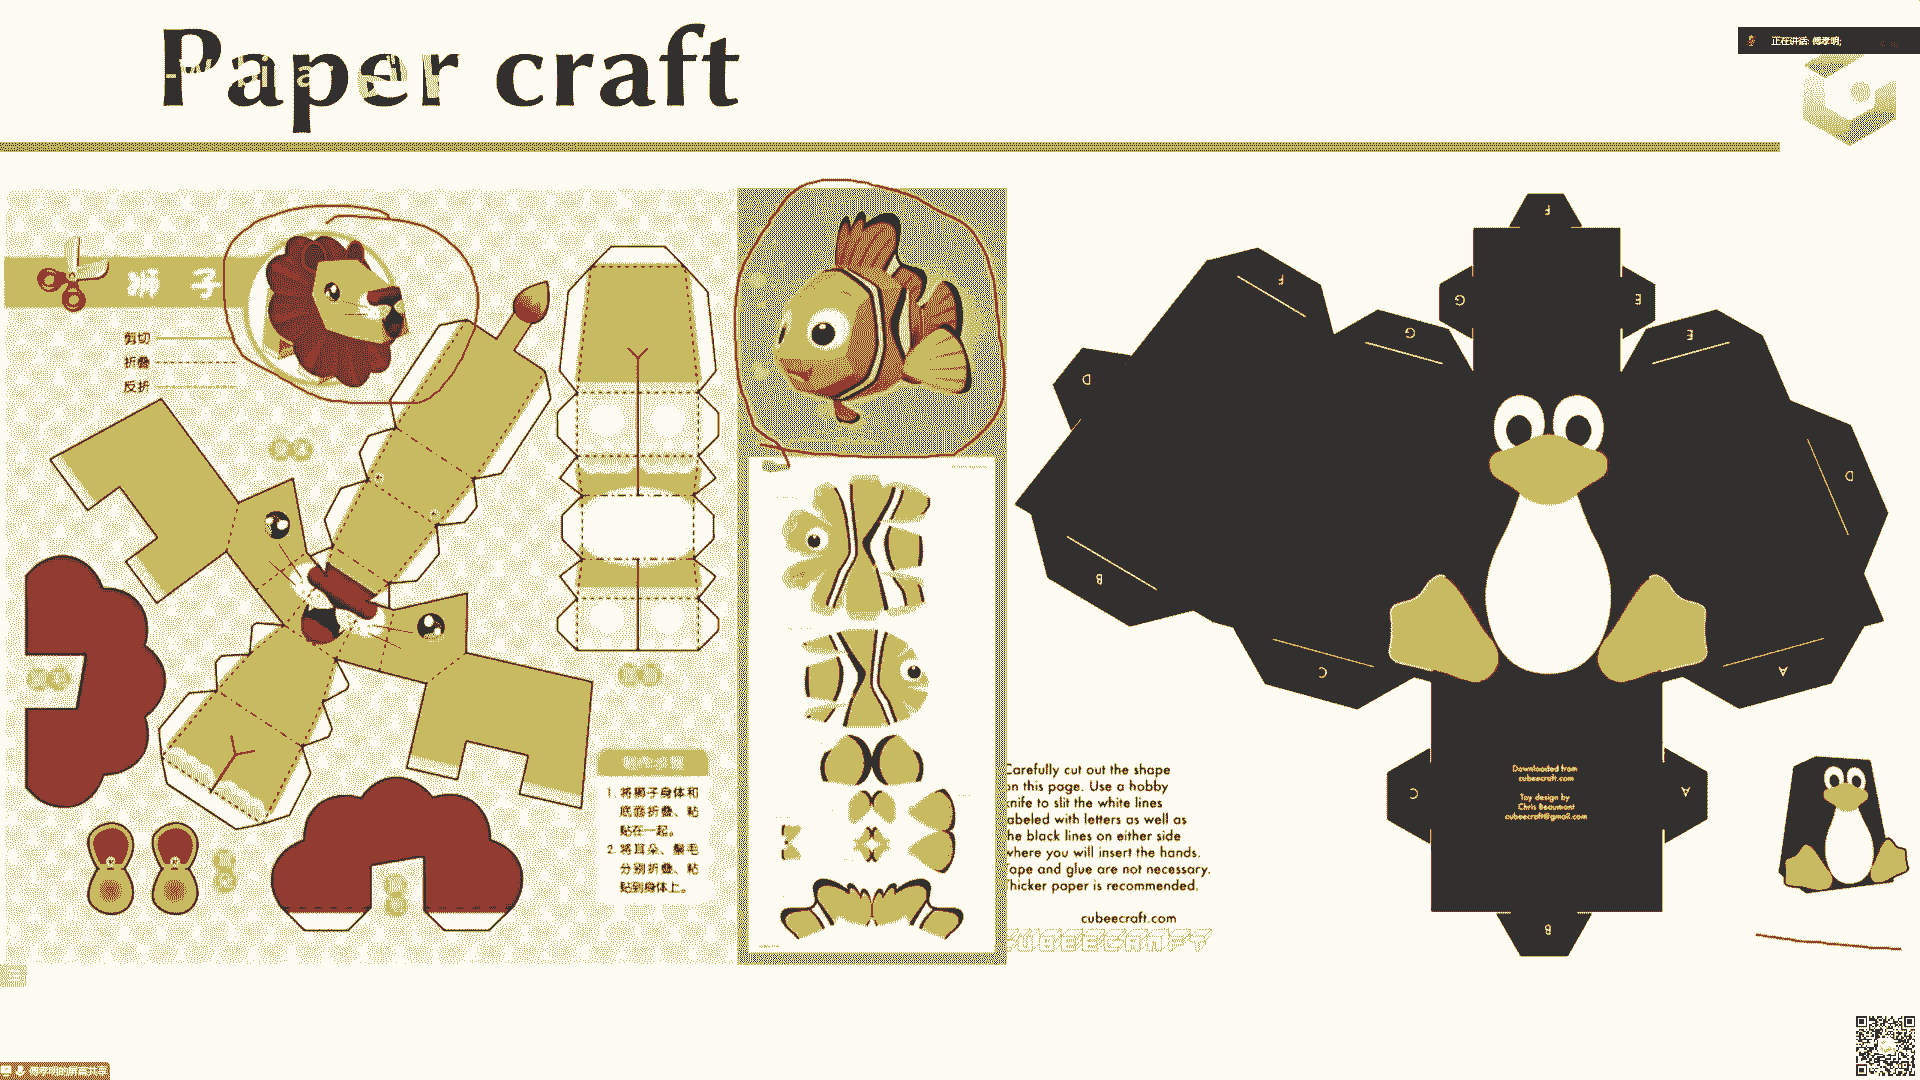 Paper craft
正在讲话: 傅孝明;
狮 子
剪切
折叠
反折
1. 将狮子身体和
底面折叠、粘
贴在一起。
2. 将耳朵、鬃毛
分别折叠、粘
贴到身体上。
F
G
E
F
G
E
D
D
B
C
A
C
A
B
Downloaded from
cubeecraft.com
Toy design by
Chris Beaumont
cubeecraft@gmail.com
Carefully cut out the shape
on this page. Use a hobby
knife to slit the white lines
labeled with letters as well as
the black lines on either side
where you will insert the hands.
Tape and glue are not necessary.
Thicker paper is recommended.
cubeecraft.com
CUBEECRAFT
傅孝明的屏幕共享